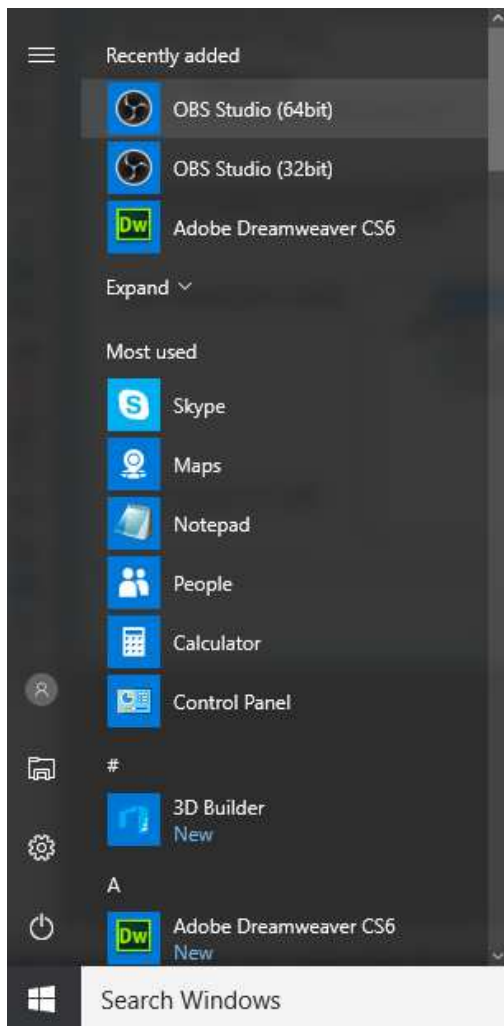 Recently added
OBS Studio (64bit)
OBS Studio (32bit)
Dw Adobe Dreamweaver CS6
Expand
Most used
S Skype
Maps
Notepad
People
Calculator
Control Panel
#
3D Builder
New
A
Dw Adobe Dreamweaver CS6
New
Search Windows